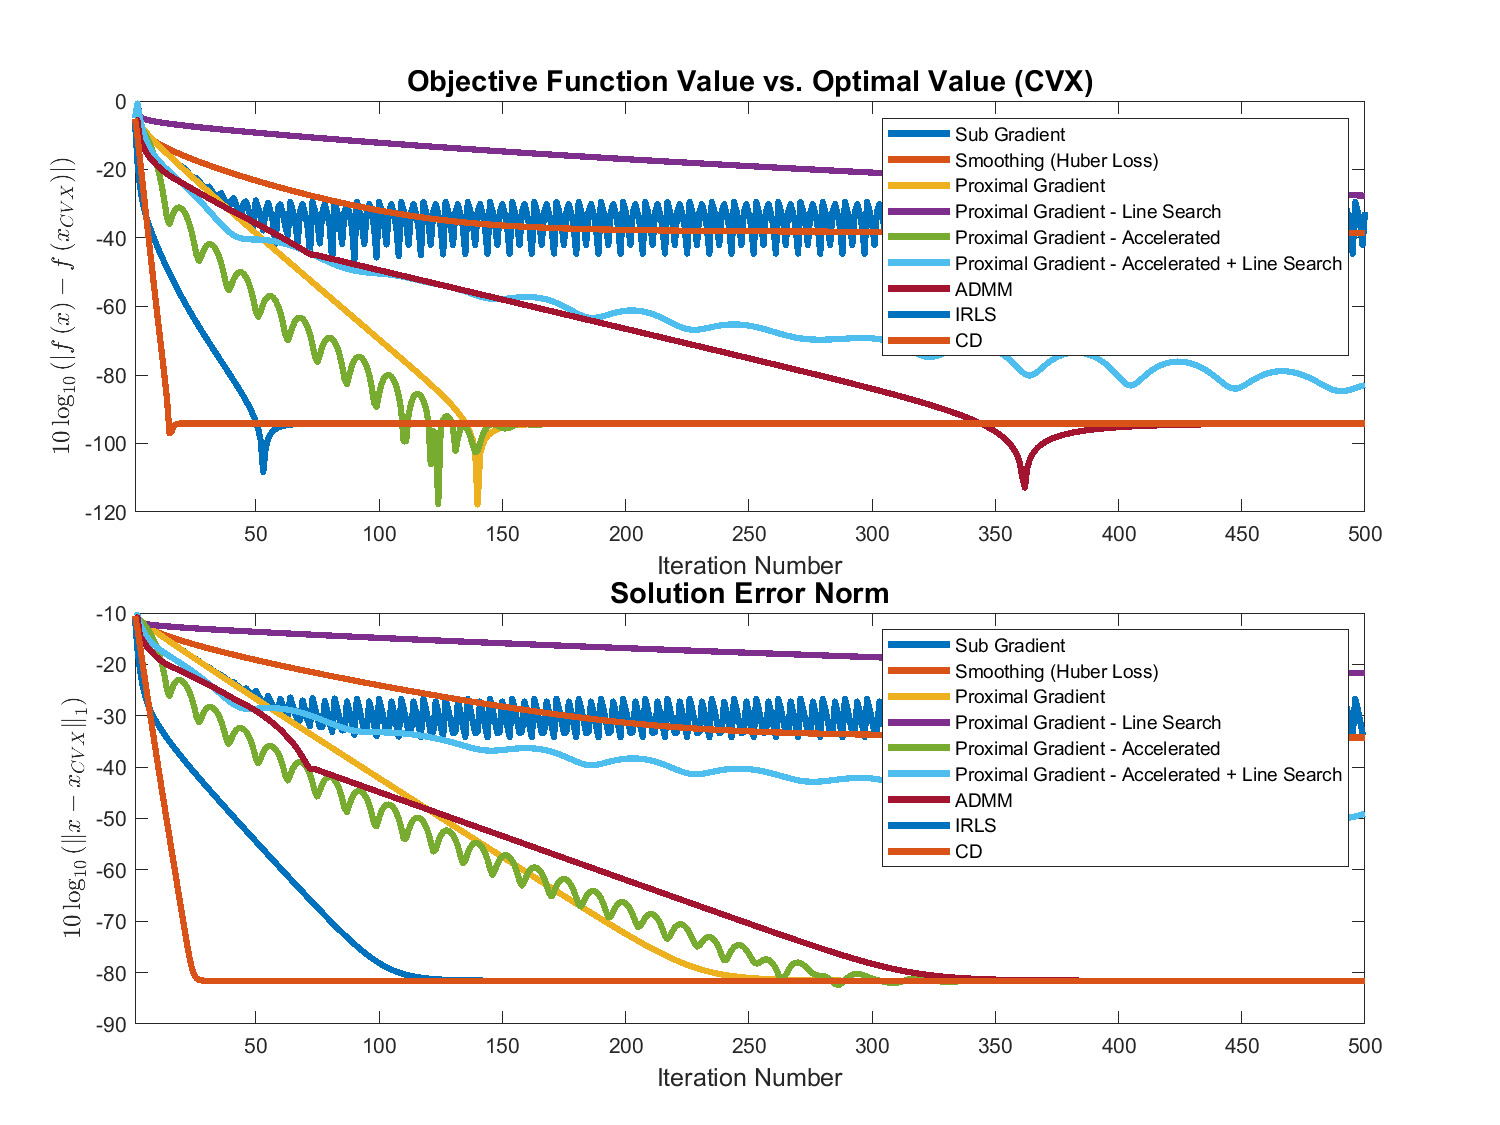 Objective Function Value vs. Optimal Value (CVX)
10 log₁₀ (|f (x) − f (x_{CVX})|)
0
-20
-40
-60
-80
-100
-120
Sub Gradient
Smoothing (Huber Loss)
Proximal Gradient
Proximal Gradient - Line Search
Proximal Gradient - Accelerated
Proximal Gradient - Accelerated + Line Search
ADMM
IRLS
CD
50 100 150 200 250 300 350 400 450 500
Iteration Number
Solution Error Norm
10 log₁₀ (‖x − x_{CVX}‖₁)
-10
-20
-30
-40
-50
-60
-70
-80
-90
Sub Gradient
Smoothing (Huber Loss)
Proximal Gradient
Proximal Gradient - Line Search
Proximal Gradient - Accelerated
Proximal Gradient - Accelerated + Line Search
ADMM
IRLS
CD
50 100 150 200 250 300 350 400 450 500
Iteration Number